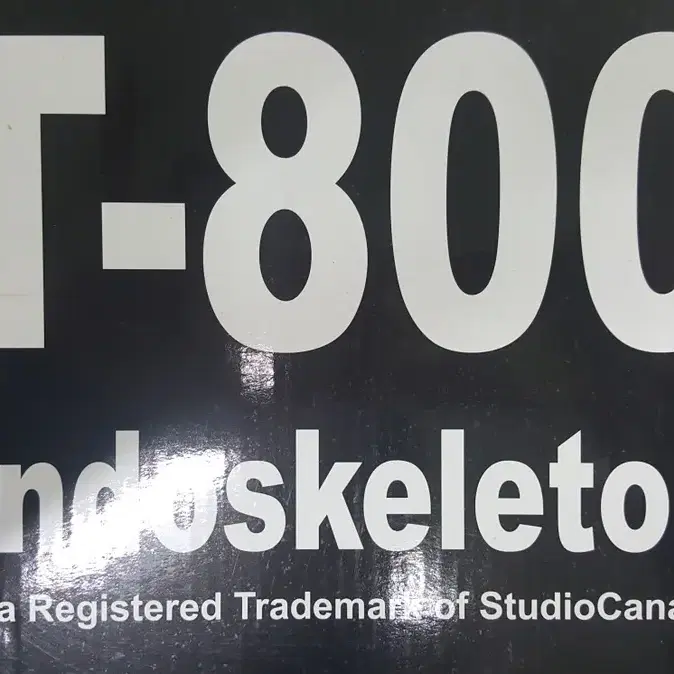 T-800
ndoskeleto
a Registered Trademark of StudioCana